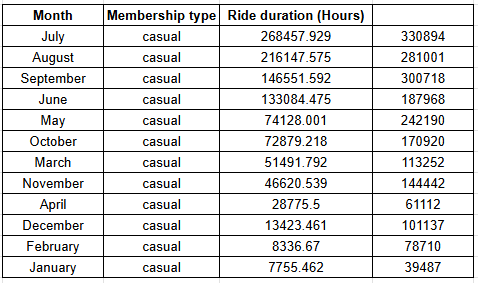 Month Membership type Ride duration (Hours)
July casual 268457.929 330894
August casual 216147.575 281001
September casual 146551.592 300718
June casual 133084.475 187968
May casual 74128.001 242190
October casual 72879.218 170920
March casual 51491.792 113252
November casual 46620.539 144442
April casual 28775.5 61112
December casual 13423.461 101137
February casual 8336.67 78710
January casual 7755.462 39487